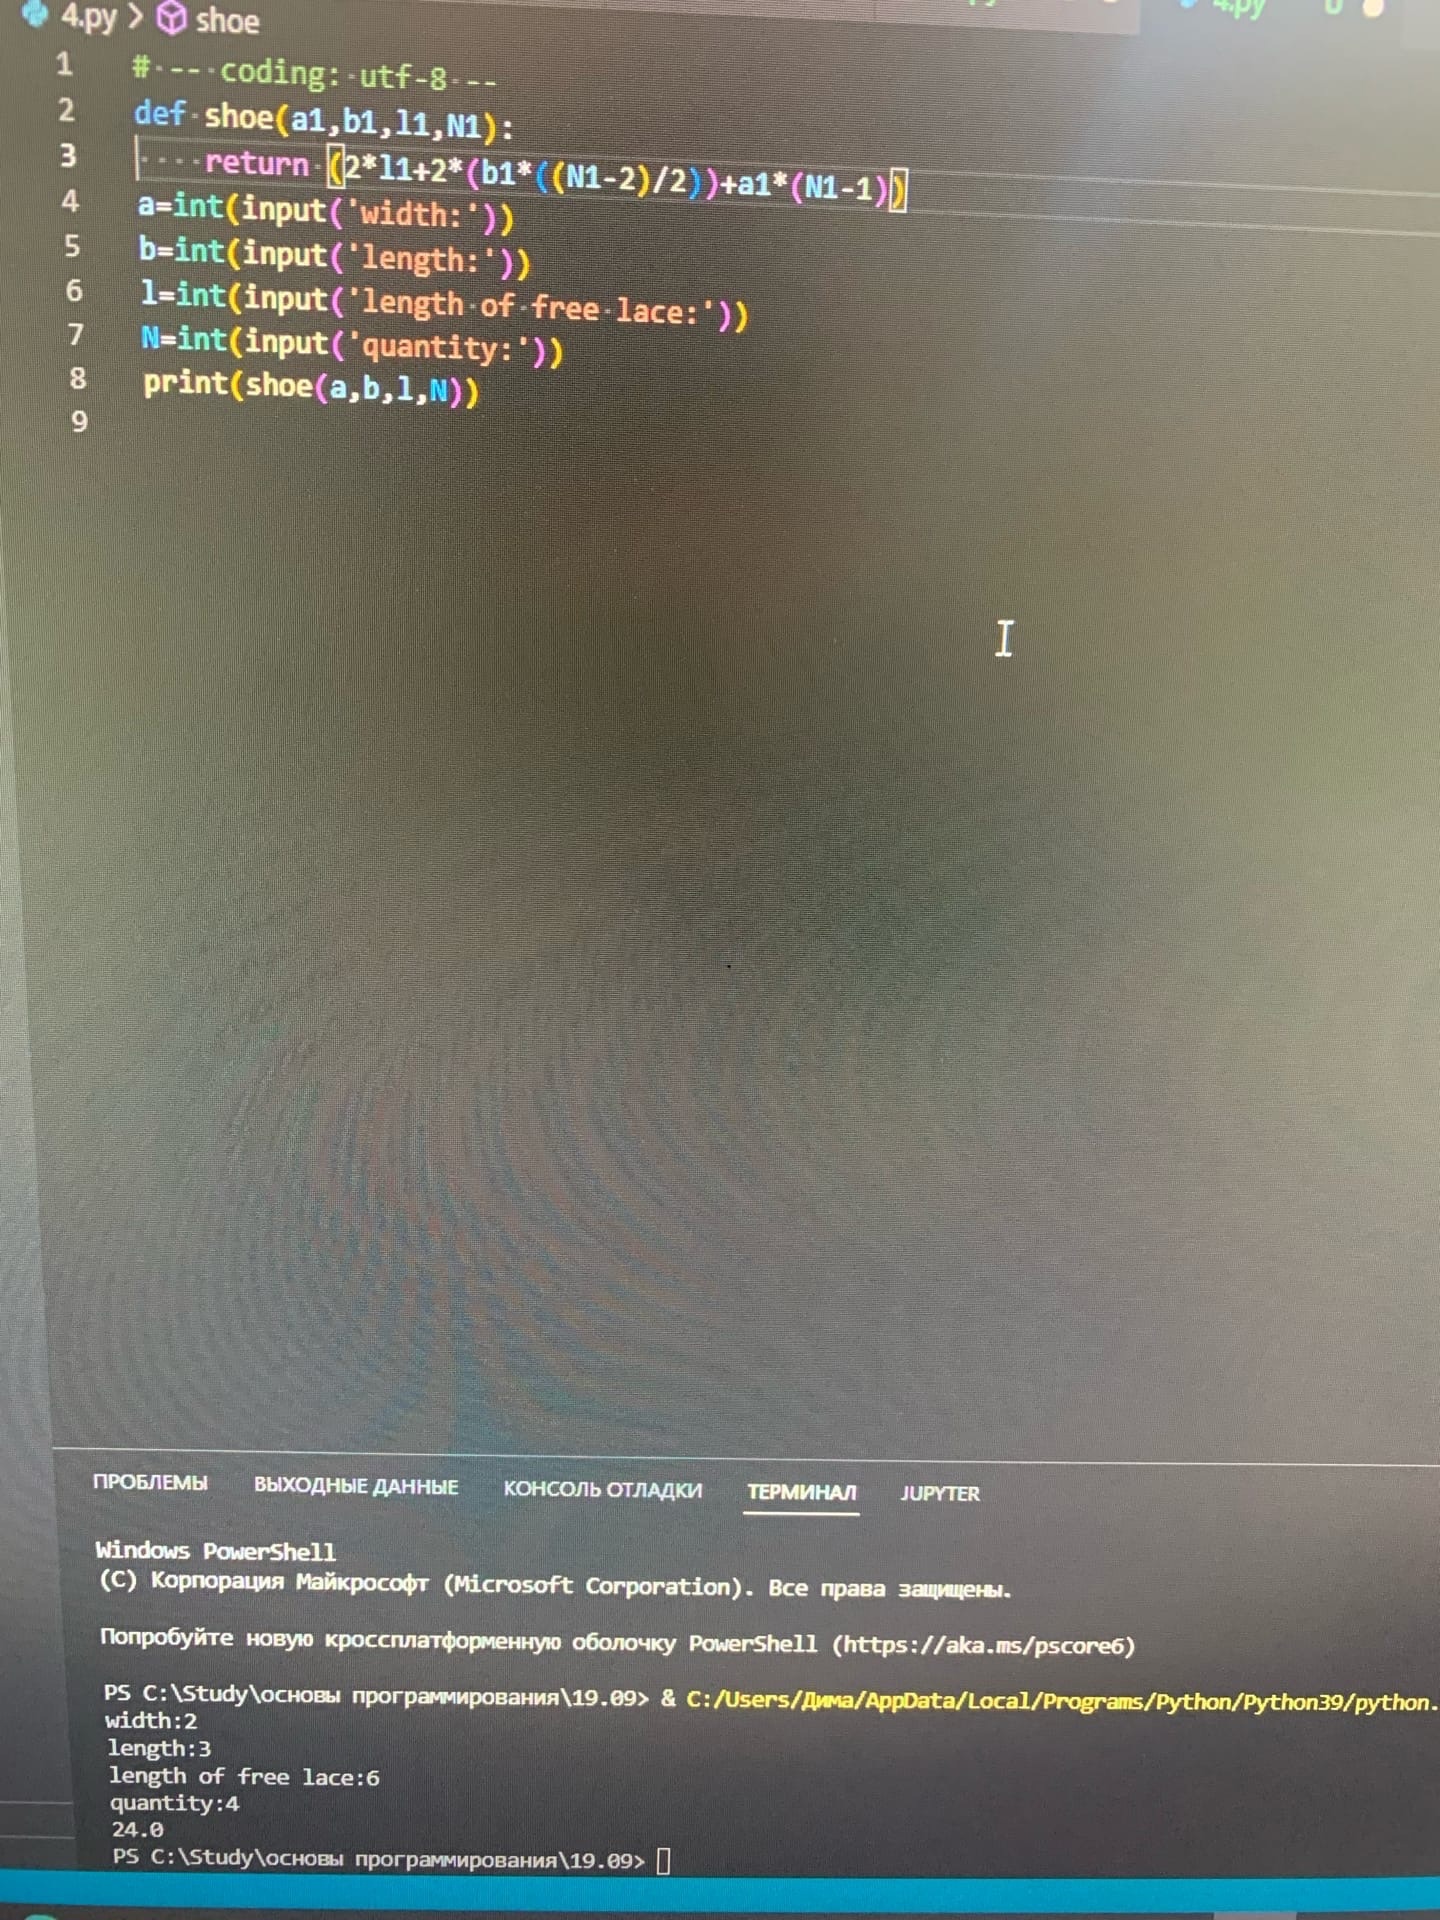 4.py > shoe
4.py U
1 # -- coding: utf-8 --
2 def shoe(a1,b1,l1,N1):
3 return (2*l1+2*(b1*((N1-2)/2))+a1*(N1-1))
4 a=int(input('width:'))
5 b=int(input('length:'))
6 l=int(input('length of free lace:'))
7 N=int(input('quantity:'))
8 print(shoe(a,b,l,N))
9
ПРОБЛЕМЫ ВЫХОДНЫЕ ДАННЫЕ КОНСОЛЬ ОТЛАДКИ ТЕРМИНАЛ JUPYTER
Windows PowerShell
(C) Корпорация Майкрософт (Microsoft Corporation). Все права защищены.
Попробуйте новую кроссплатформенную оболочку PowerShell (https://aka.ms/pscore6)
PS C:\Study\основы программирования\19.09> & C:/Users/Дима/AppData/Local/Programs/Python/Python39/python.
width:2
length:3
length of free lace:6
quantity:4
24.0
PS C:\Study\основы программирования\19.09>